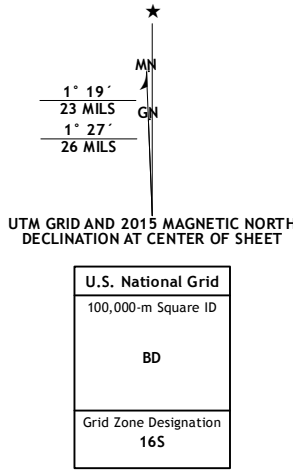 MN
1° 19´
23 MILS
GN
1° 27´
26 MILS
UTM GRID AND 2015 MAGNETIC NORTH
DECLINATION AT CENTER OF SHEET
U.S. National Grid
100,000-m Square ID
BD
Grid Zone Designation
16S